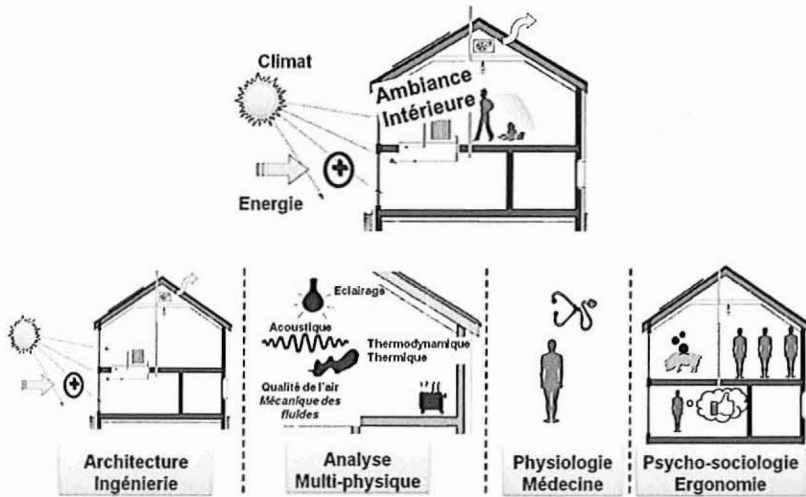 Climat
Ambiance
Intérieure
Energie
Eclairage
Acoustique
Thermodynamique
Thermique
Qualité de l'air
Mécanique des
fluides
Architecture
Ingénierie
Analyse
Multi-physique
Physiologie
Médecine
Psycho-sociologie
Ergonomie